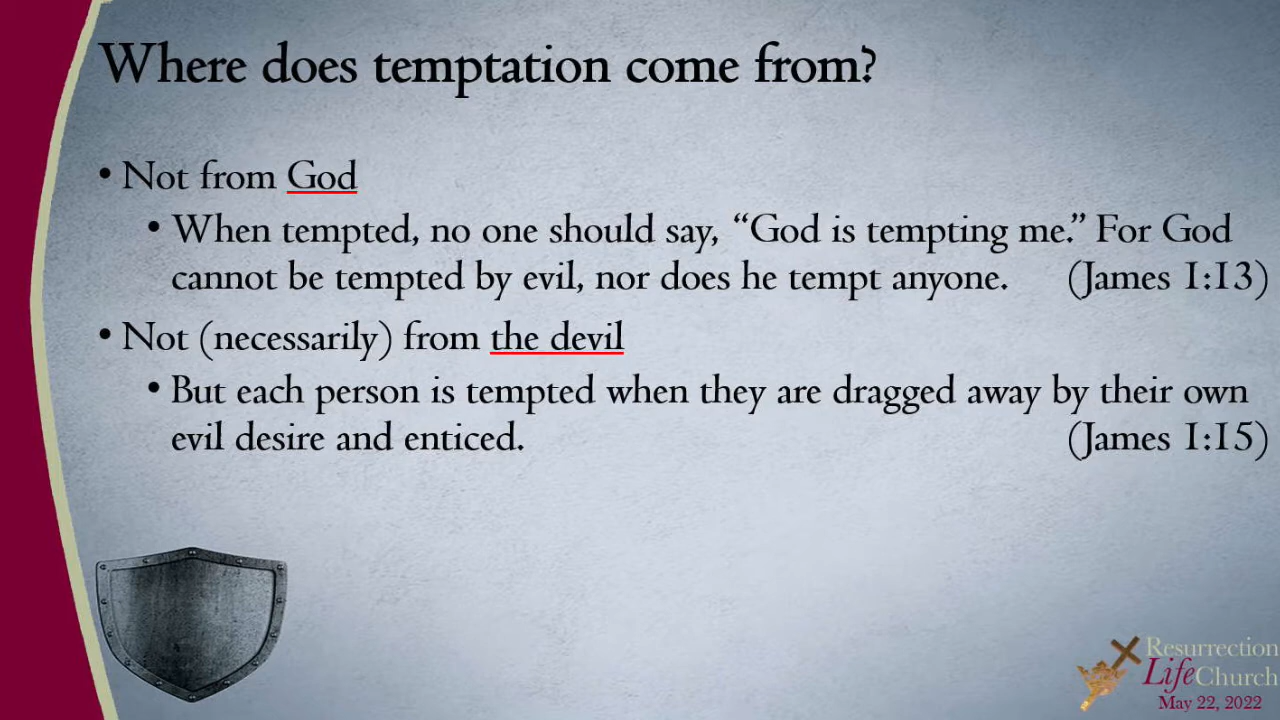 Where does temptation come from?
• Not from God
• When tempted, no one should say, “God is tempting me.” For God
cannot be tempted by evil, nor does he tempt anyone. (James 1:13)
• Not (necessarily) from the devil
• But each person is tempted when they are dragged away by their own
evil desire and enticed. (James 1:15)
Resurrection
LifeChurch
May 22, 2022